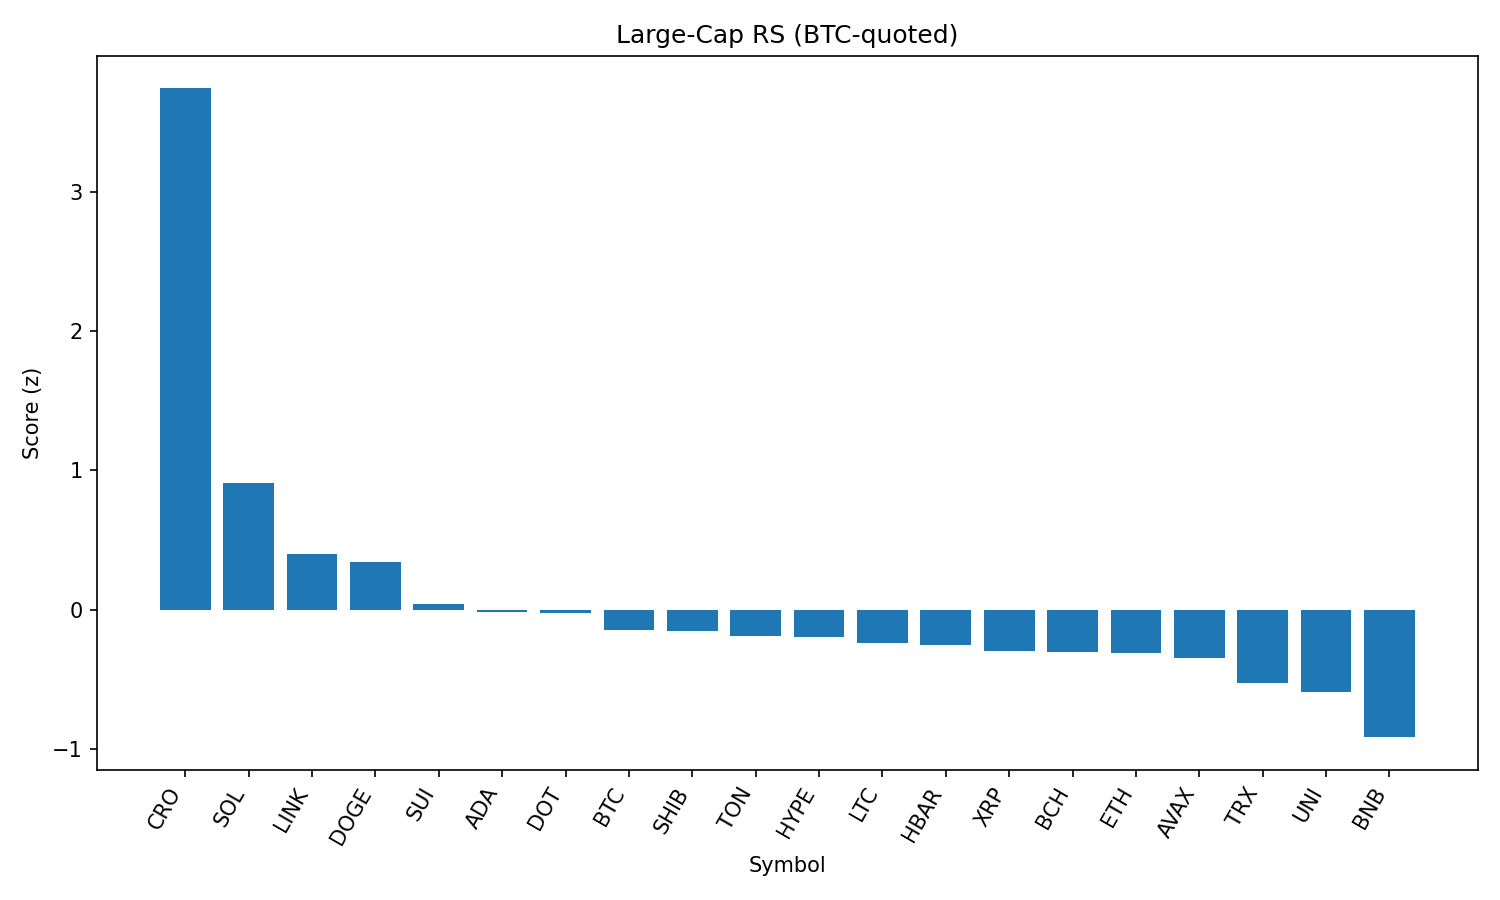 Large-Cap RS (BTC-quoted)
Score (z)
3
2
1
0
−1
CRO
SOL
LINK
DOGE
SUI
ADA
DOT
BTC
SHIB
TON
HYPE
LTC
HBAR
XRP
BCH
ETH
AVAX
TRX
UNI
BNB
Symbol